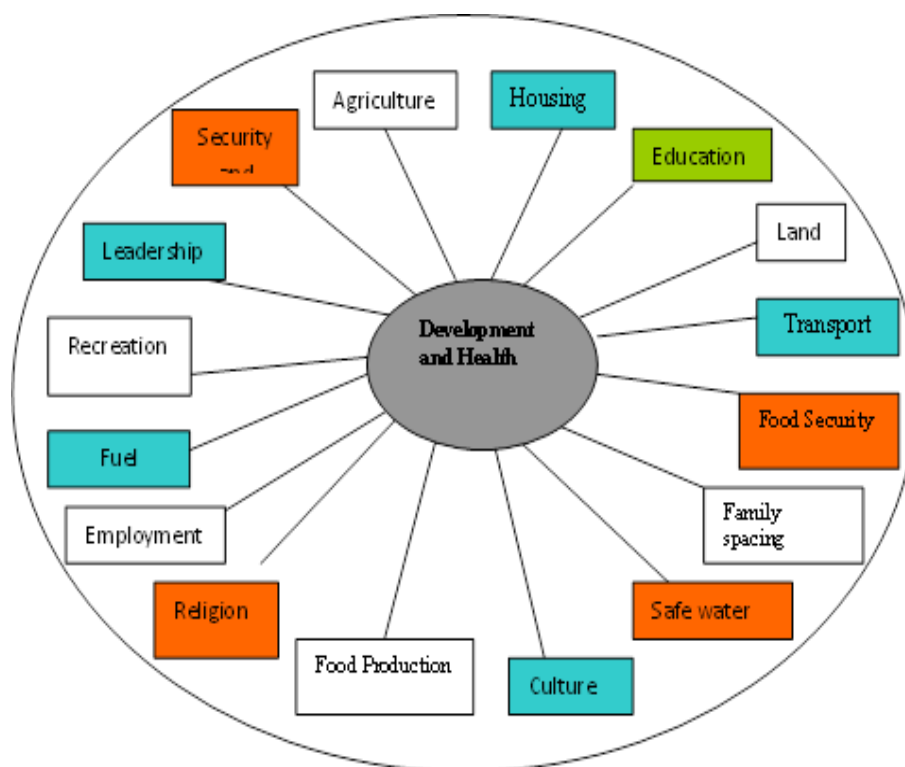 Agriculture
Housing
Security
and
Education
Leadership
Land
Development
and Health
Transport
Recreation
Food Security
Fuel
Family
spacing
Employment
Religion
Safe water
Food Production
Culture